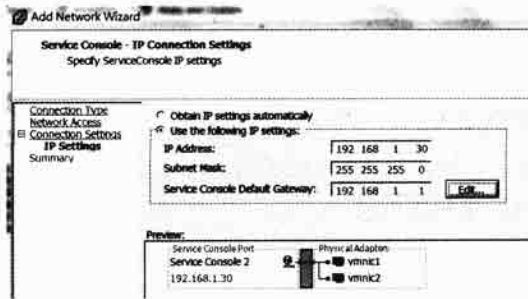 Add Network Wizard
Service Console - IP Connection Settings
Specify ServiceConsole IP settings
Connection Type
Network Access
Connection Settings
IP Settings
Summary
Obtain IP settings automatically
Use the following IP settings:
IP Address: 192 168 1 30
Subnet Mask: 255 255 255 0
Service Console Default Gateway: 192 168 1 1 Edit...
Preview:
Service Console Port Physical Adapters
Service Console 2 vmnic1
192.168.1.30 vmnic2